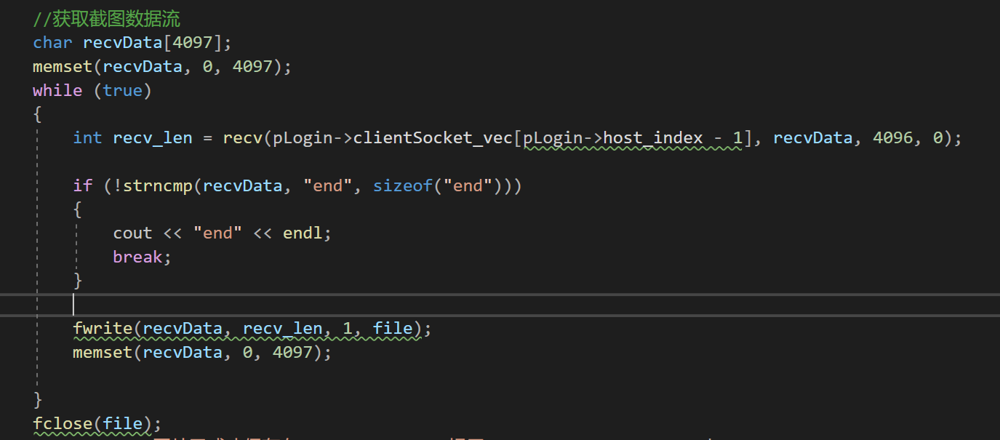 //获取截图数据流
char recvData[4097];
memset(recvData, 0, 4097);
while (true)
{
int recv_len = recv(pLogin->clientSocket_vec[pLogin->host_index - 1], recvData, 4096, 0);
if (!strncmp(recvData, "end", sizeof("end")))
{
cout << "end" << endl;
break;
}
fwrite(recvData, recv_len, 1, file);
memset(recvData, 0, 4097);
}
fclose(file);